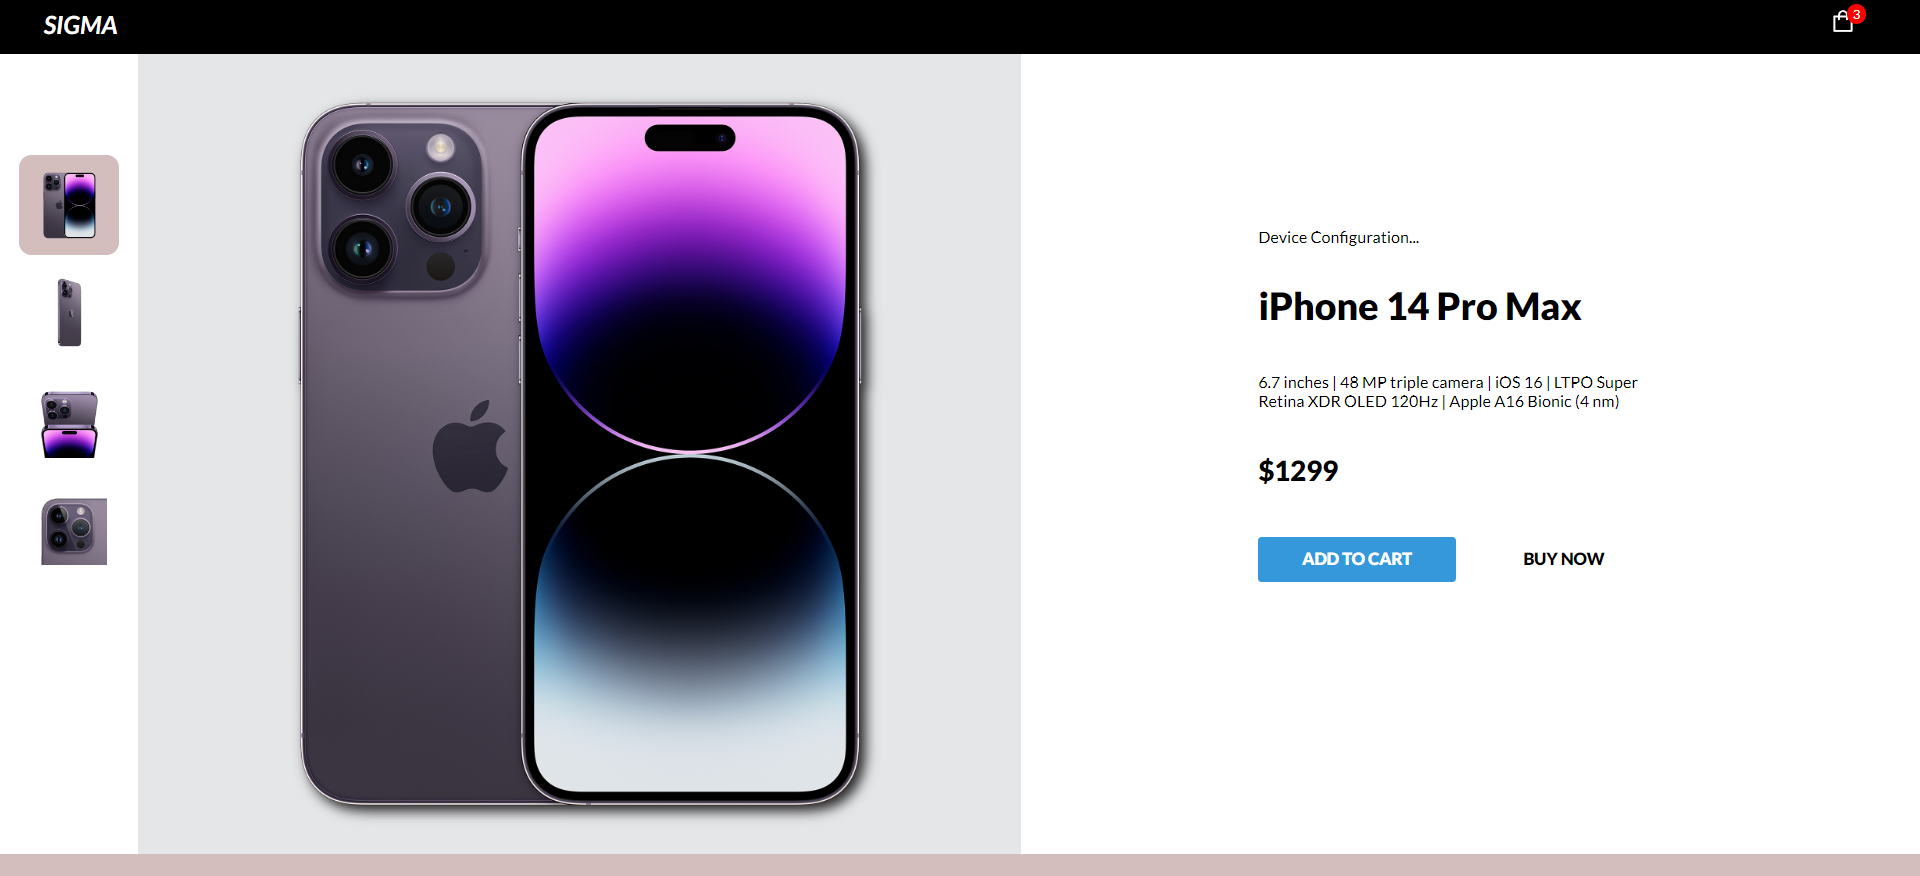 SIGMA
3
Device Configuration...
iPhone 14 Pro Max
6.7 inches | 48 MP triple camera | iOS 16 | LTPO Super
Retina XDR OLED 120Hz | Apple A16 Bionic (4 nm)
$1299
ADD TO CART
BUY NOW